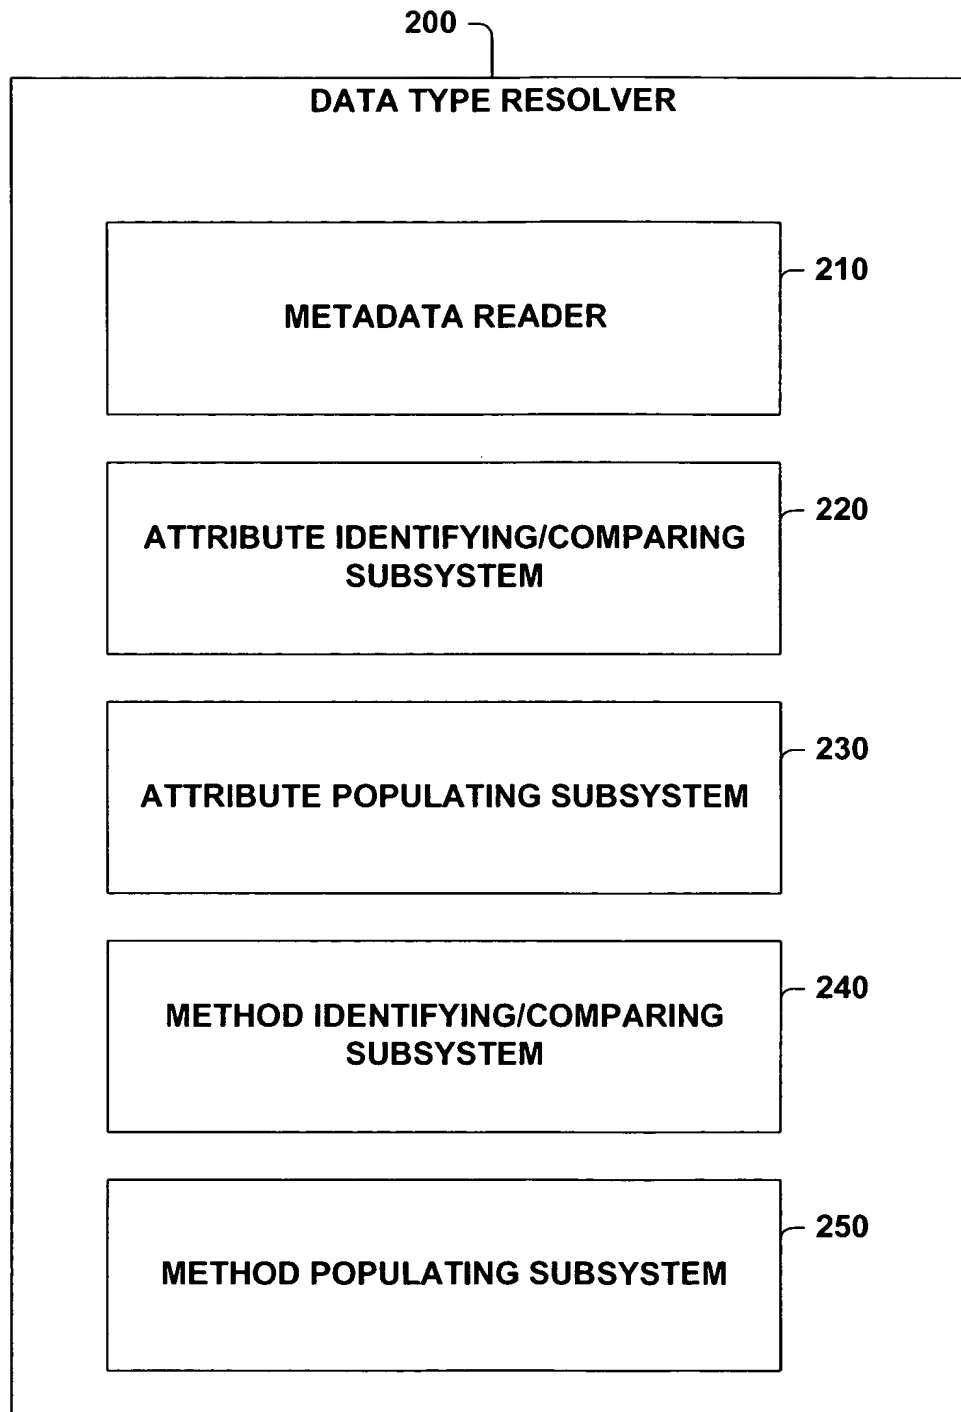 200
DATA TYPE RESOLVER
210
METADATA READER
220
ATTRIBUTE IDENTIFYING/COMPARING
SUBSYSTEM
230
ATTRIBUTE POPULATING SUBSYSTEM
240
METHOD IDENTIFYING/COMPARING
SUBSYSTEM
250
METHOD POPULATING SUBSYSTEM